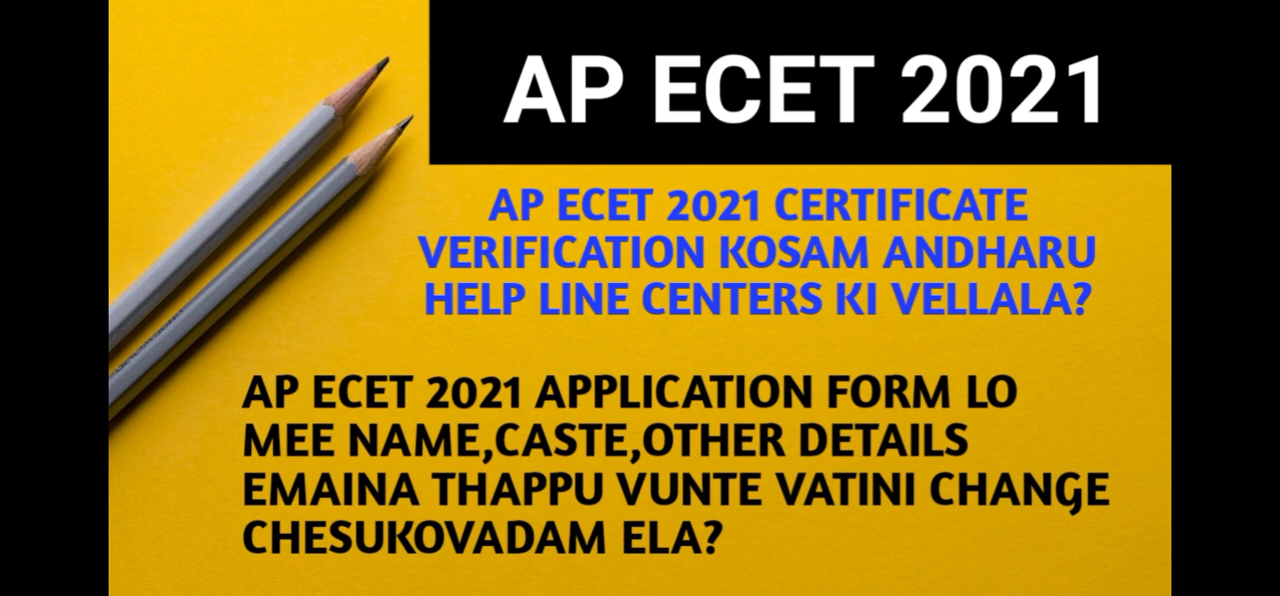 AP ECET 2021
AP ECET 2021 CERTIFICATE
VERIFICATION KOSAM ANDHARU
HELP LINE CENTERS KI VELLALA?
AP ECET 2021 APPLICATION FORM LO
MEE NAME,CASTE,OTHER DETAILS
EMAINA THAPPU VUNTE VATINI CHANGE
CHESUKOVADAM ELA?